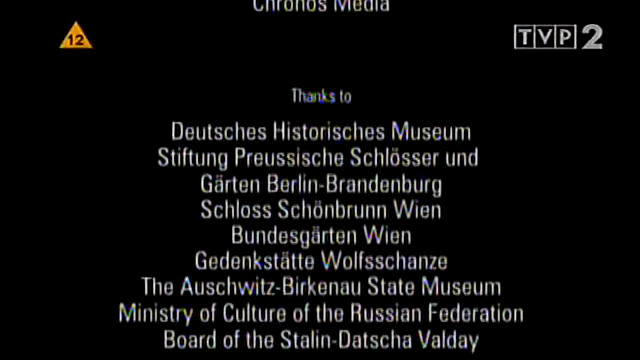 Chronos Media
12
TVP2
Thanks to
Deutsches Historisches Museum
Stiftung Preussische Schlösser und
Gärten Berlin-Brandenburg
Schloss Schönbrunn Wien
Bundesgärten Wien
Gedenkstätte Wolfsschanze
The Auschwitz-Birkenau State Museum
Ministry of Culture of the Russian Federation
Board of the Stalin-Datscha Valday